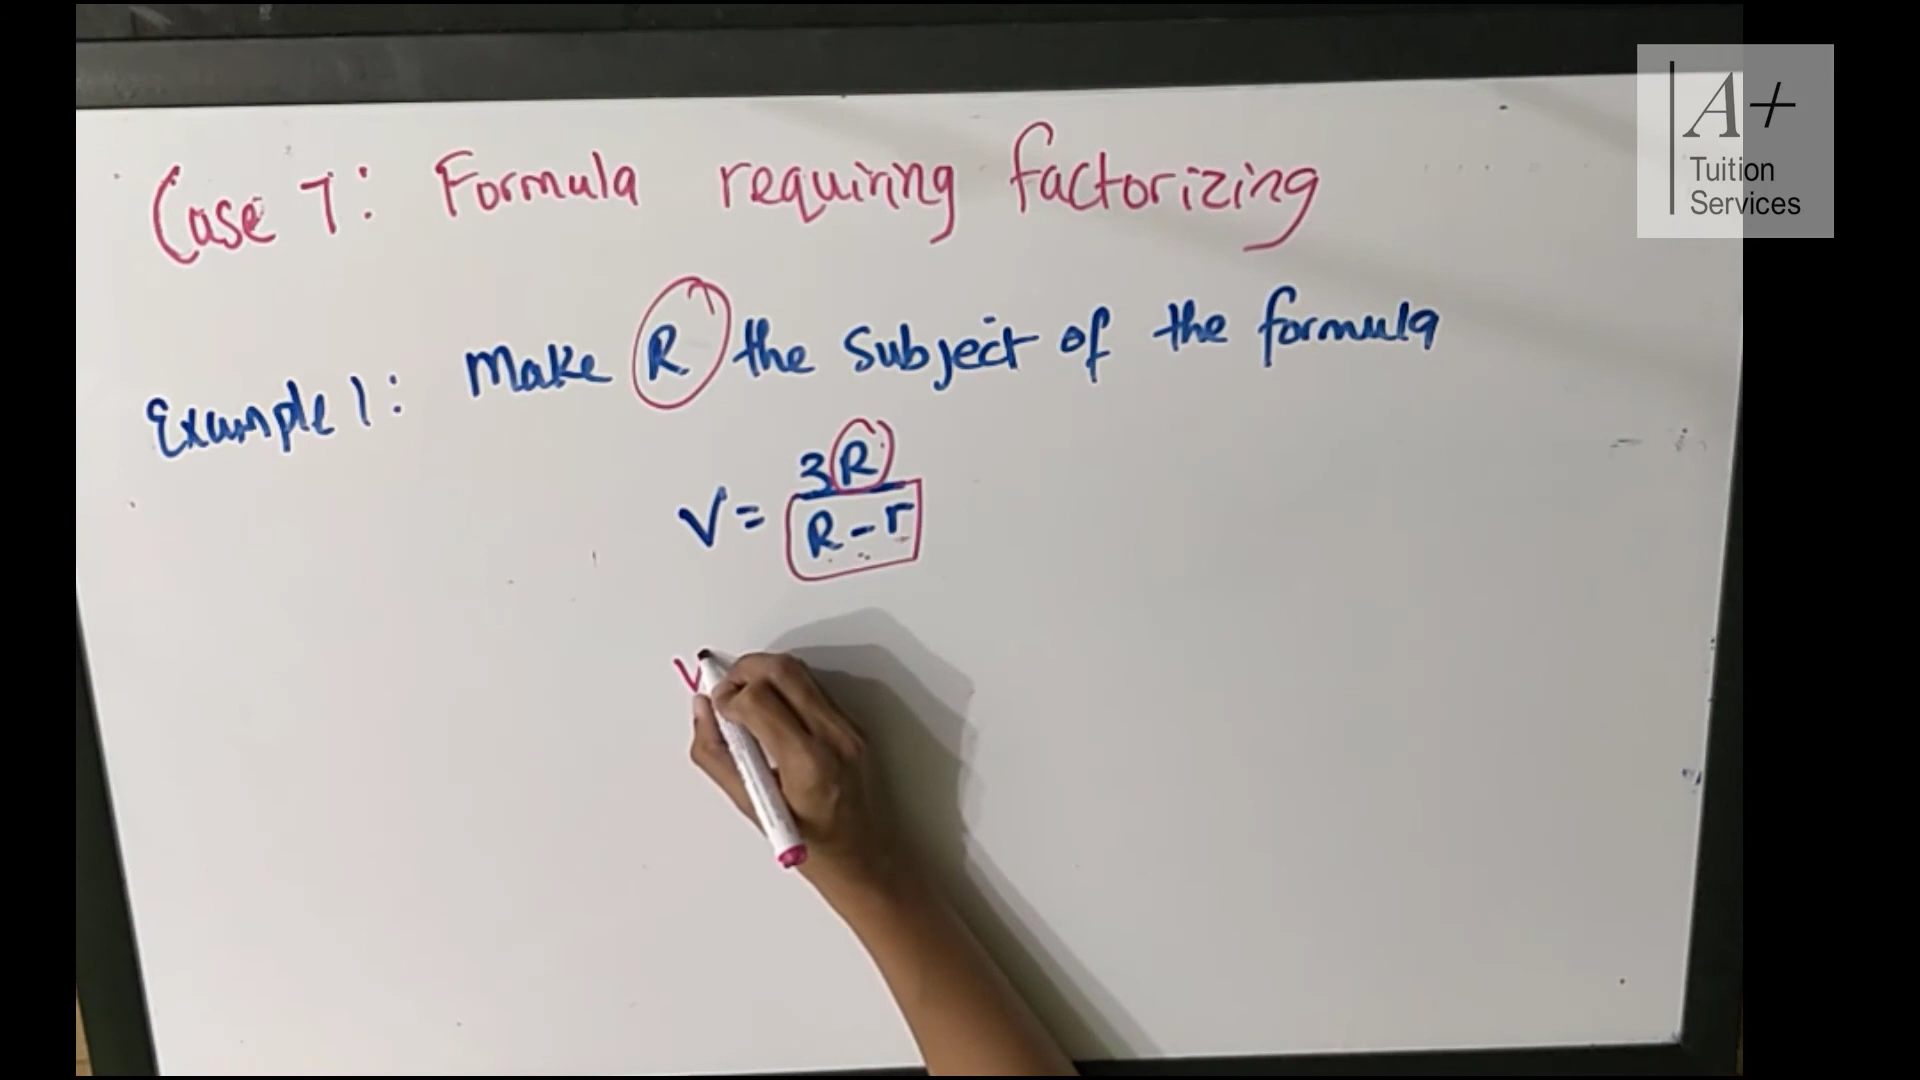 A+
Tuition
Services
Case 7: Formula requiring factorizing
Example 1: Make R the subject of the formula
V = 3R / R - r
V